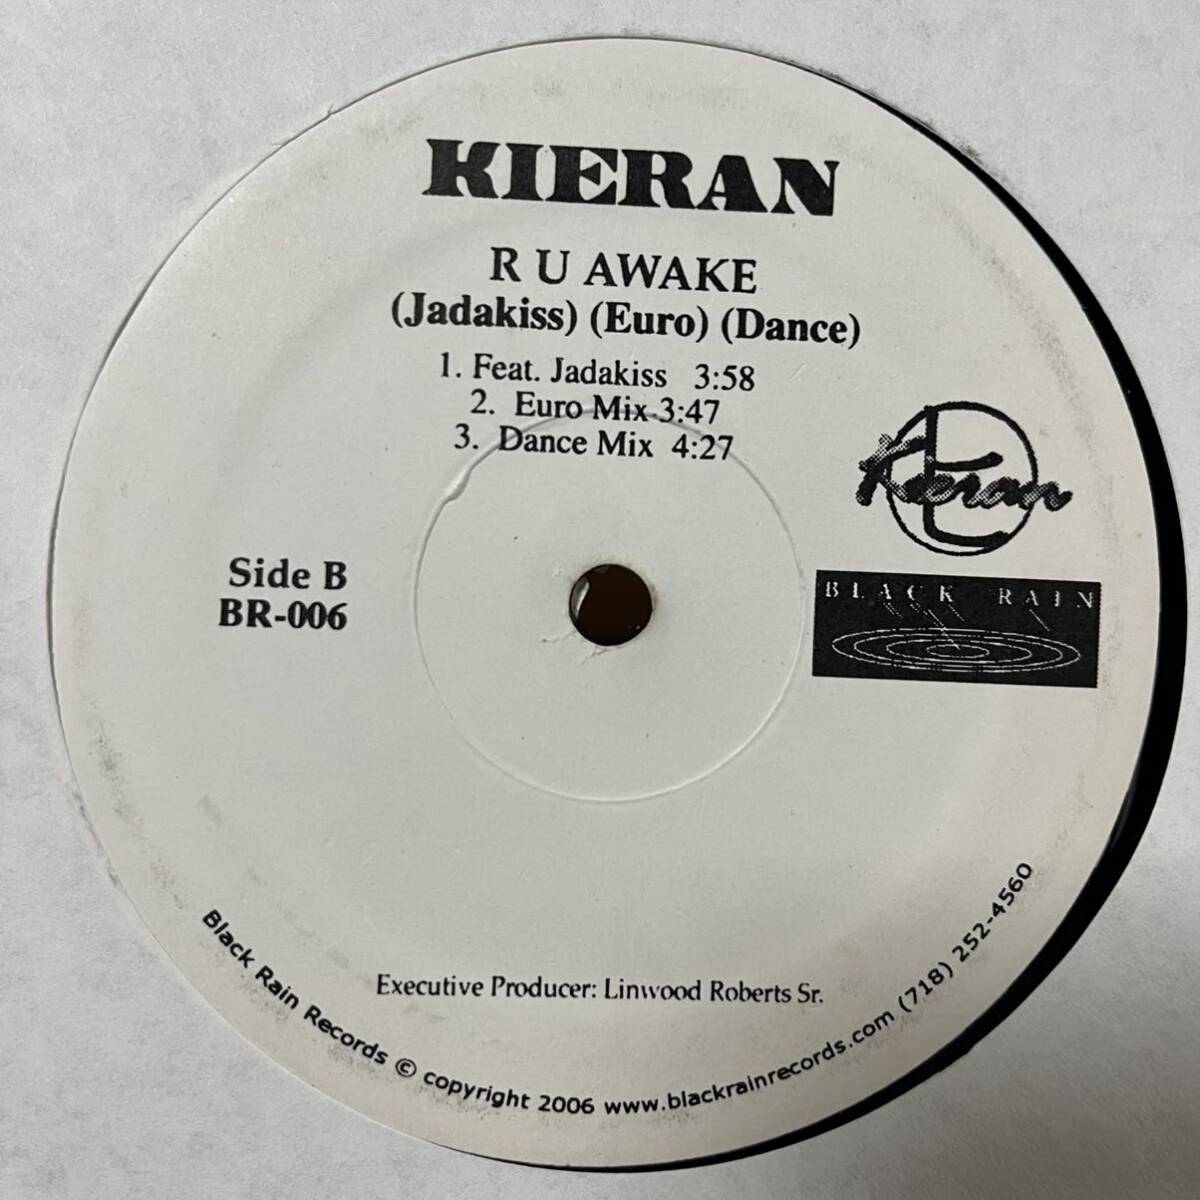 KIERAN
R U AWAKE
(Jadakiss) (Euro) (Dance)
1. Feat. Jadakiss 3:58
2. Euro Mix 3:47
3. Dance Mix 4:27
Kieran
BLACK RAIN
Side B
BR-006
Executive Producer: Linwood Roberts Sr.
Black Rain Records © copyright 2006 www.blackrainrecords.com (718) 252-4560